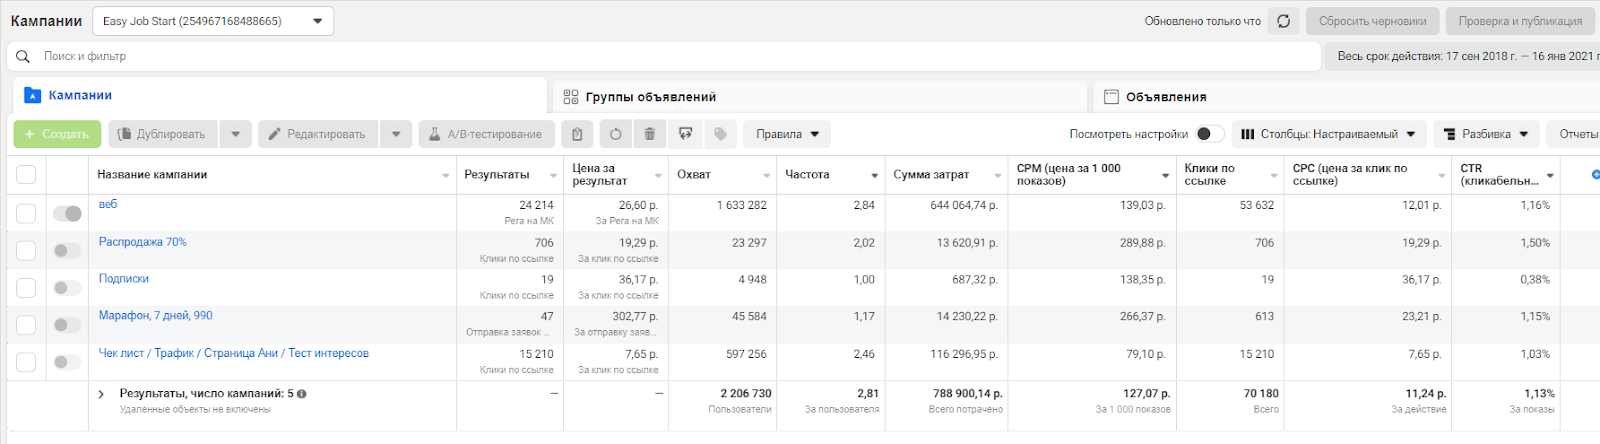 Кампании
Easy Job Start (254967168488665)
Обновлено только что
Сбросить черновики
Проверка и публикация
Поиск и фильтр
Весь срок действия: 17 сен 2018 г. — 16 янв 2021 г
Кампании
Группы объявлений
Объявления
+ Создать
Дублировать
Редактировать
A/B-тестирование
Правила
Посмотреть настройки
Столбцы: Настраиваемый
Разбивка
Отчеты
Название кампании
Результаты
Цена за результат
Охват
Частота
Сумма затрат
CPM (цена за 1 000 показов)
Клики по ссылке
CPC (цена за клик по ссылке)
CTR (кликабельн...
веб
24 214
26,60 р.
1 633 282
2,84
644 064,74 р.
139,03 р.
53 632
12,01 р.
1,16%
Рега на МК
За Рега на МК
Распродажа 70%
706
19,29 р.
23 297
2,02
13 620,91 р.
289,88 р.
706
19,29 р.
1,50%
Клики по ссылке
За клик по ссылке
Подписки
19
36,17 р.
4 948
1,00
687,32 р.
138,35 р.
19
36,17 р.
0,38%
Клики по ссылке
За клик по ссылке
Марафон, 7 дней, 990
47
302,77 р.
45 584
1,17
14 230,22 р.
266,37 р.
613
23,21 р.
1,15%
Отправка заявок ...
За отправку заяв...
Чек лист / Трафик / Страница Ани / Тест интересов
15 210
7,65 р.
597 256
2,46
116 296,95 р.
79,10 р.
15 210
7,65 р.
1,03%
Клики по ссылке
За клик по ссылке
Результаты, число кампаний: 5
—
—
2 206 730
2,81
788 900,14 р.
127,07 р.
70 180
11,24 р.
1,13%
Удаленные объекты не включены
Пользователи
За пользователя
Всего потрачено
За 1 000 показов
Всего
За действие
За показы